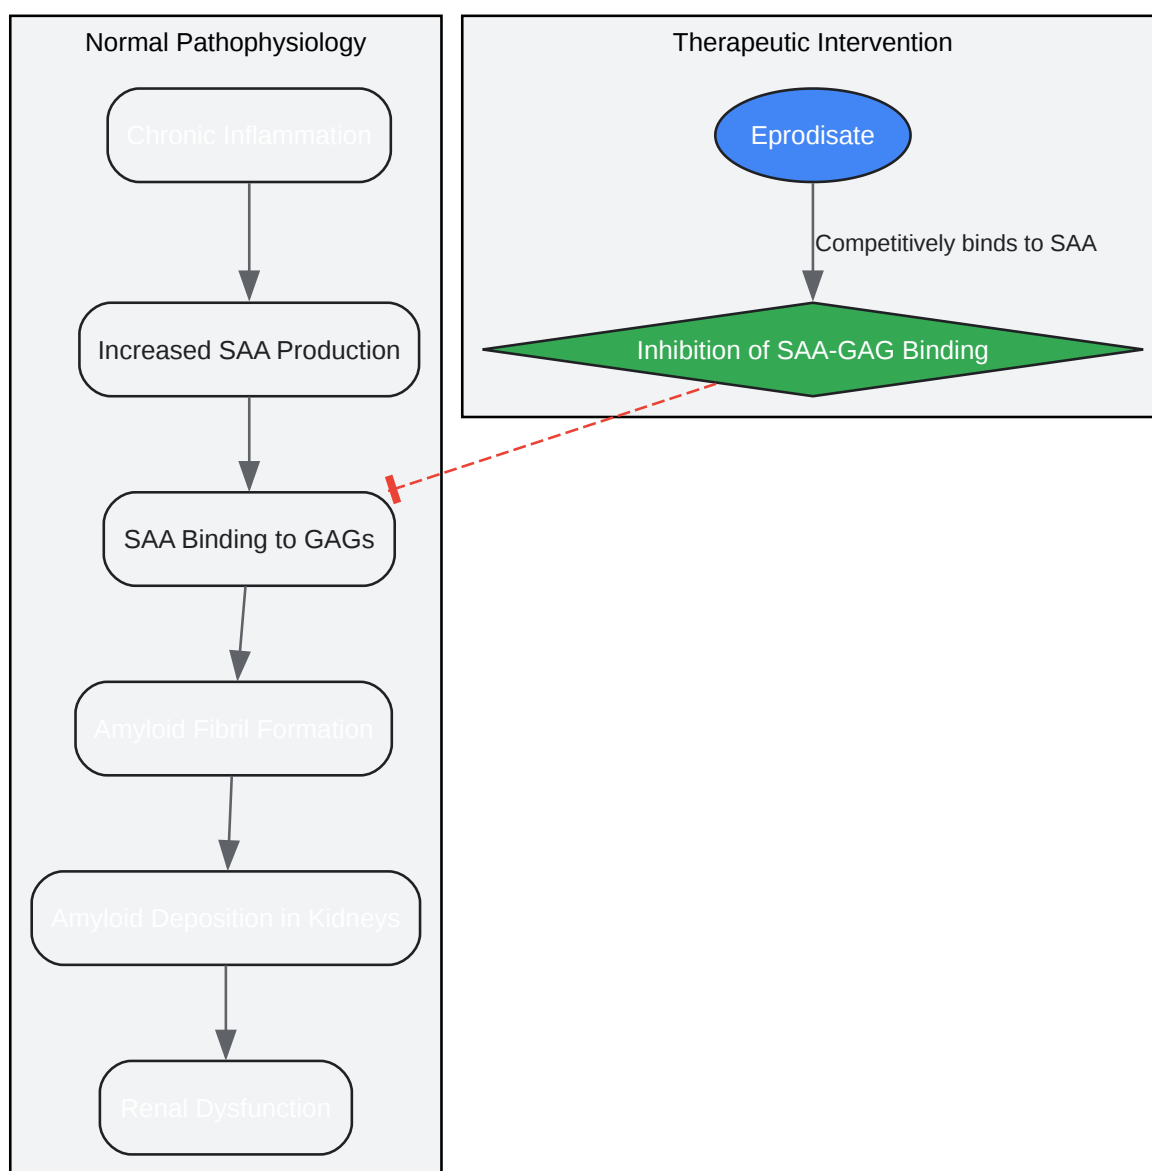 Normal Pathophysiology
Chronic Inflammation
Increased SAA Production
SAA Binding to GAGs
Amyloid Fibril Formation
Amyloid Deposition in Kidneys
Renal Dysfunction
Therapeutic Intervention
Eprodisate
Competitively binds to SAA
Inhibition of SAA-GAG Binding